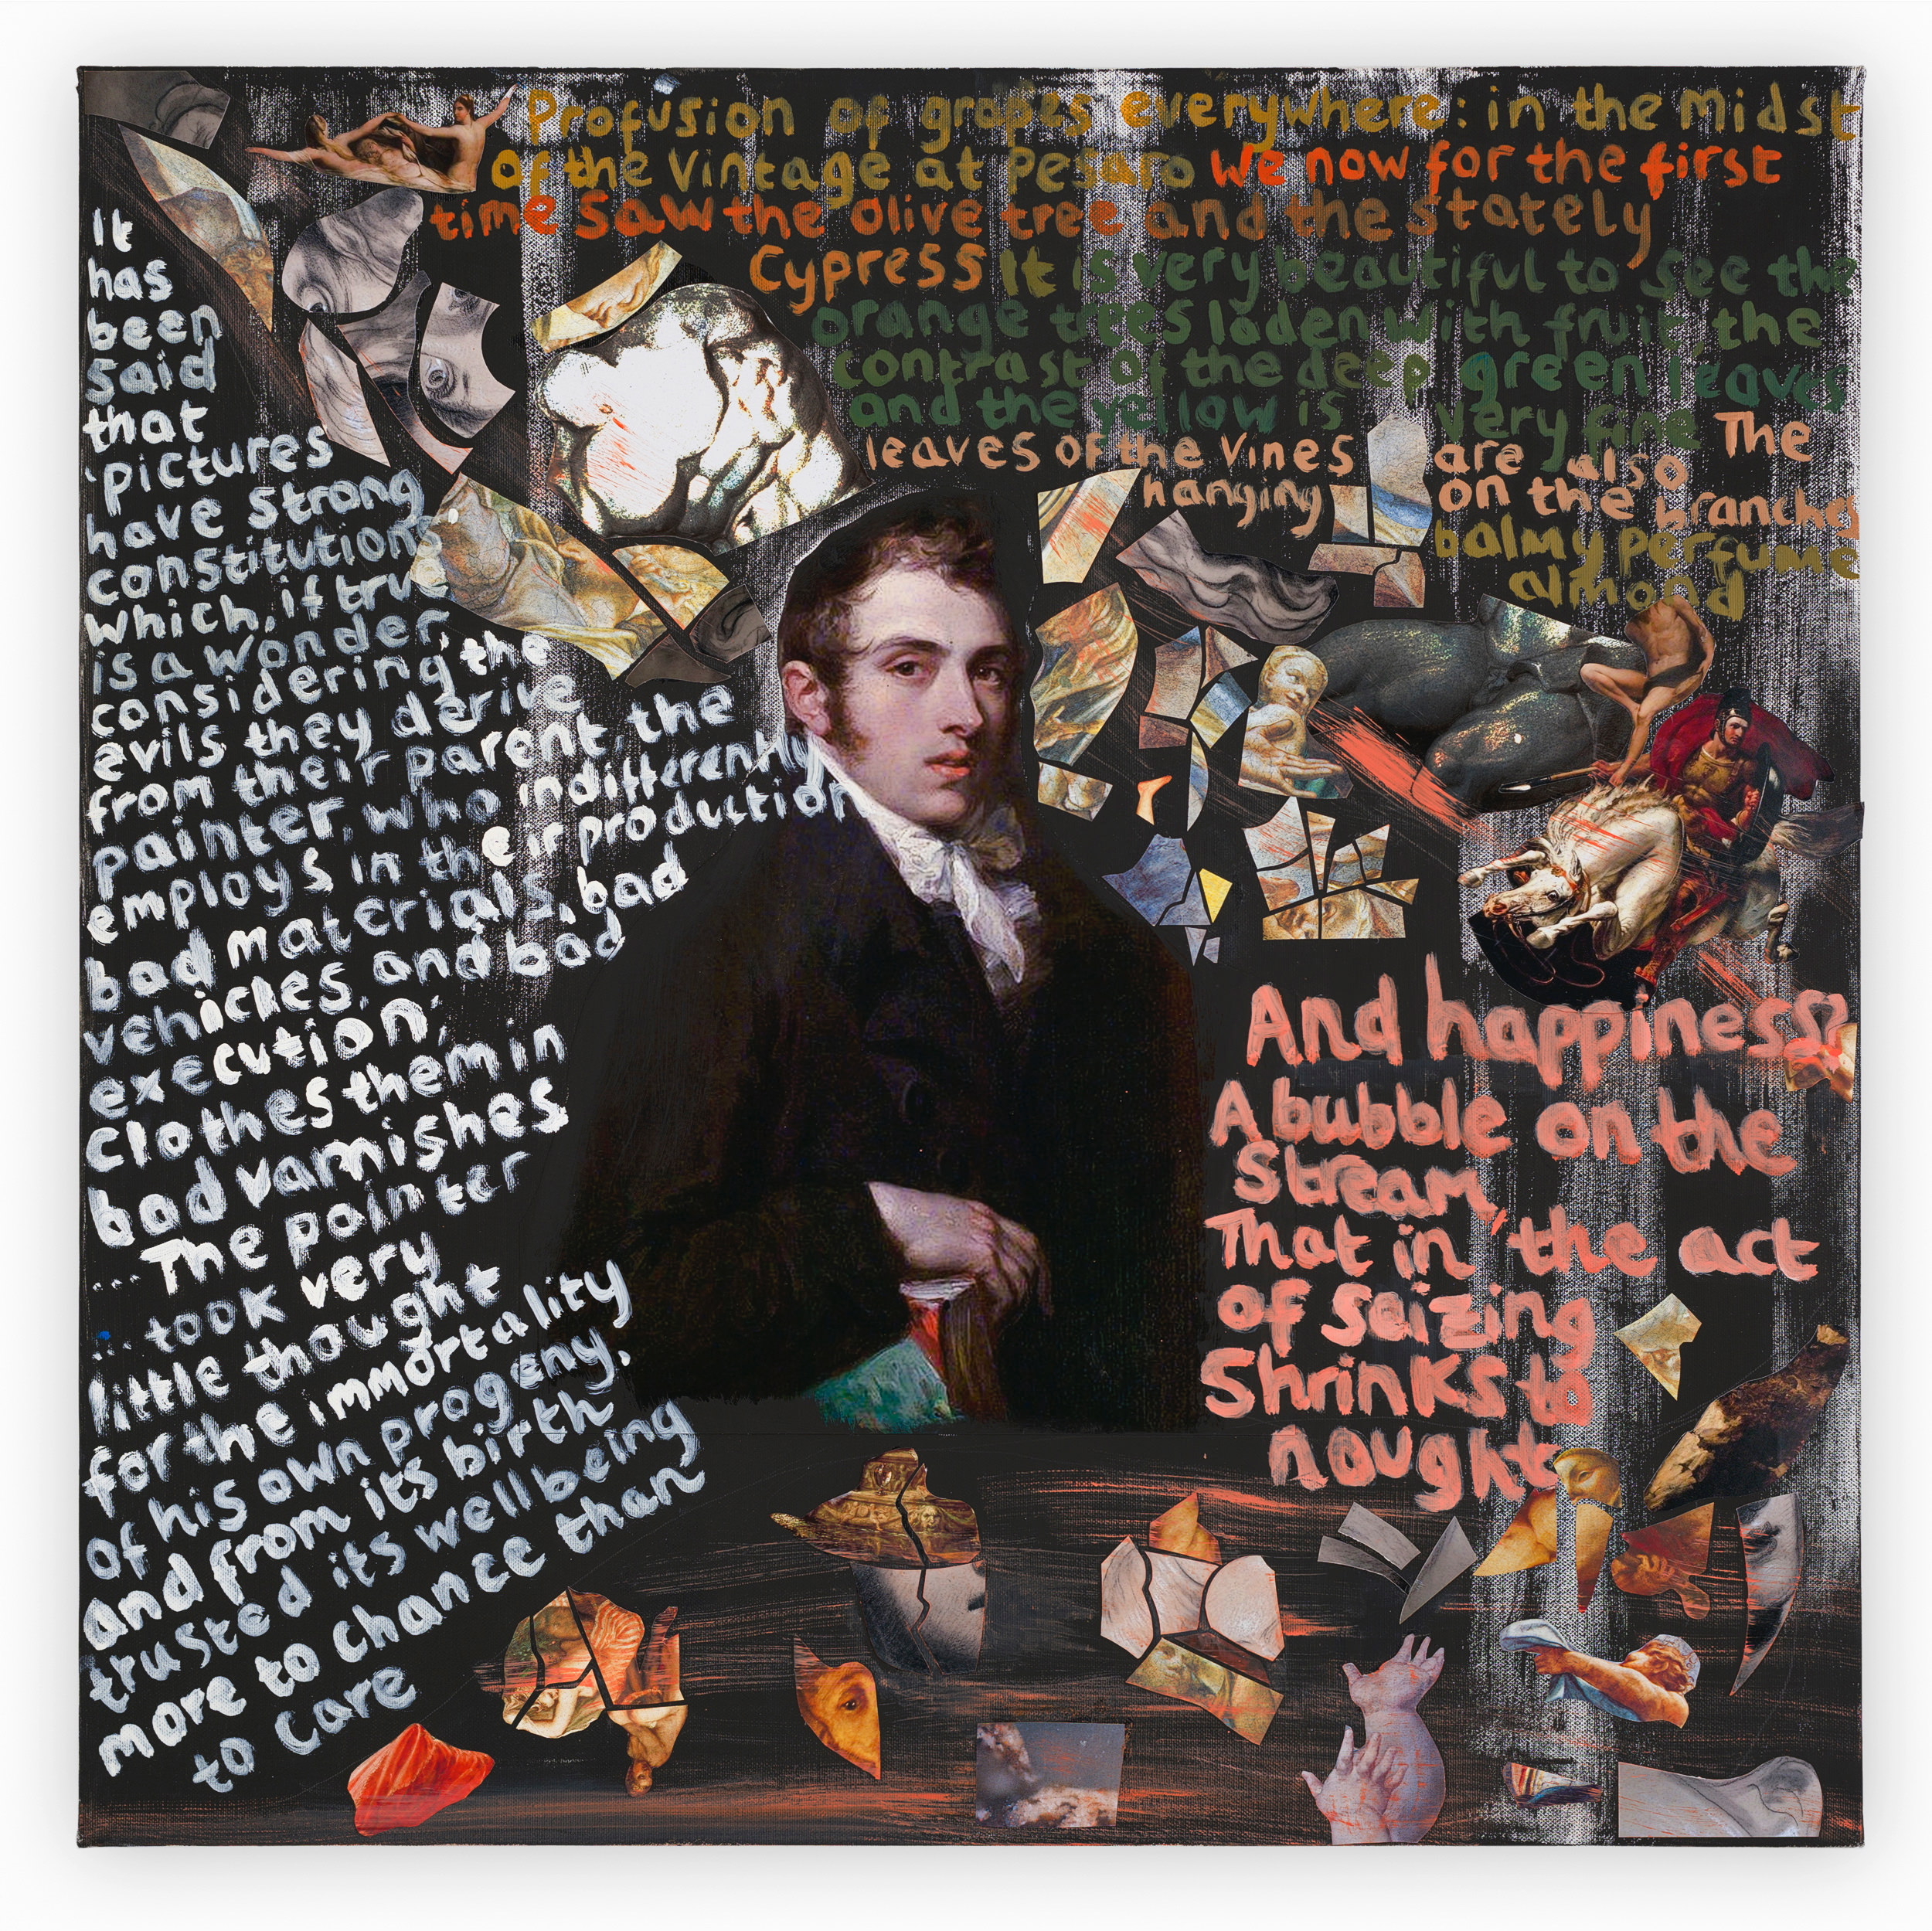 Profusion of grapes everywhere: in the midst
of the vintage at Pesaro We now for the first
time saw the olive tree and the stately
Cypress It is very beautiful to see the
orange trees laden with fruit, the
contrast of the deep green leaves
and the yellow is very fine The
leaves of the vines are also
hanging on the branches
balmy perfume
almond
It
has
been
said
that
'pictures
have strong
constitutions
which, if true
is a wonder,
considering the
evils they derive
from their parent, the
painter, who indifferently
employs in their production
bad materials, bad
vehicles, and bad
execution;
Clothes them in
bad varnishes
... The painter
... took very
little thought
for the immortality
of his own progeny,
and from its birth
trusted its wellbeing
more to chance than
to care
And happiness?
A bubble on the
Stream,
That in the act
of seizing
Shrinks to
nought